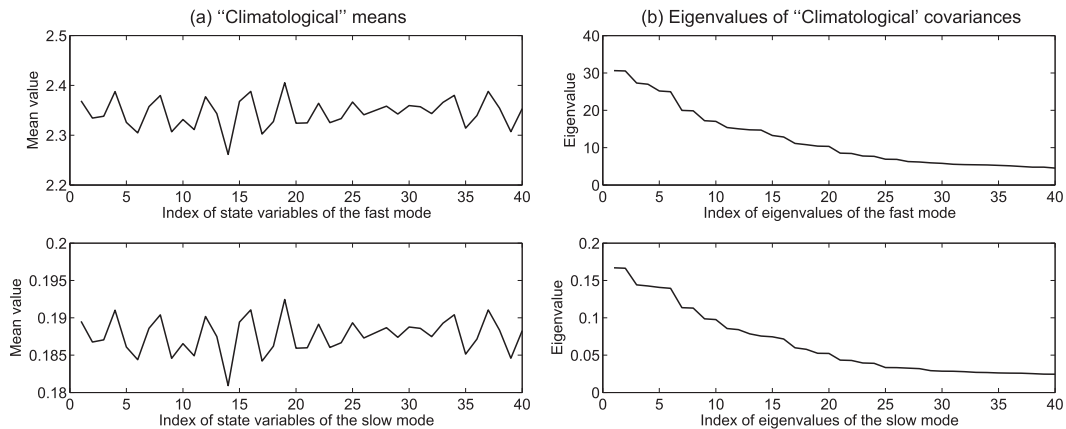 (a) ‘‘Climatological’’ means
2.5
2.4
2.3
2.2
Mean value
0 5 10 15 20 25 30 35 40
Index of state variables of the fast mode
(b) Eigenvalues of ‘‘Climatological’ covariances
40
30
20
10
0
Eigenvalue
0 5 10 15 20 25 30 35 40
Index of eigenvalues of the fast mode
0.2
0.195
0.19
0.185
0.18
Mean value
0 5 10 15 20 25 30 35 40
Index of state variables of the slow mode
0.2
0.15
0.1
0.05
0
Eigenvalue
0 5 10 15 20 25 30 35 40
Index of eigenvalues of the slow mode